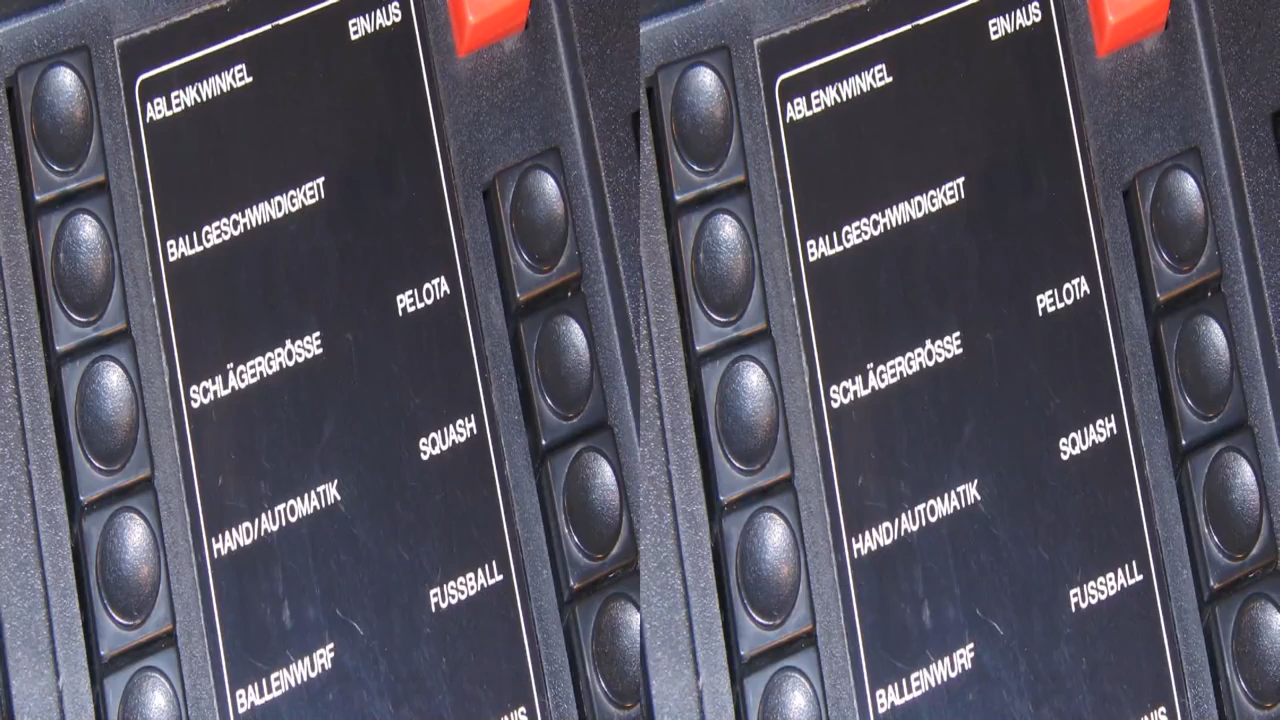 EIN/AUS
ABLENKWINKEL
BALLGESCHWINDIGKEIT
PELOTA
SCHLÄGERGRÖSSE
SQUASH
HAND/AUTOMATIK
FUSSBALL
BALLEINWURF
EIN/AUS
ABLENKWINKEL
BALLGESCHWINDIGKEIT
PELOTA
SCHLÄGERGRÖSSE
SQUASH
HAND/AUTOMATIK
FUSSBALL
BALLEINWURF